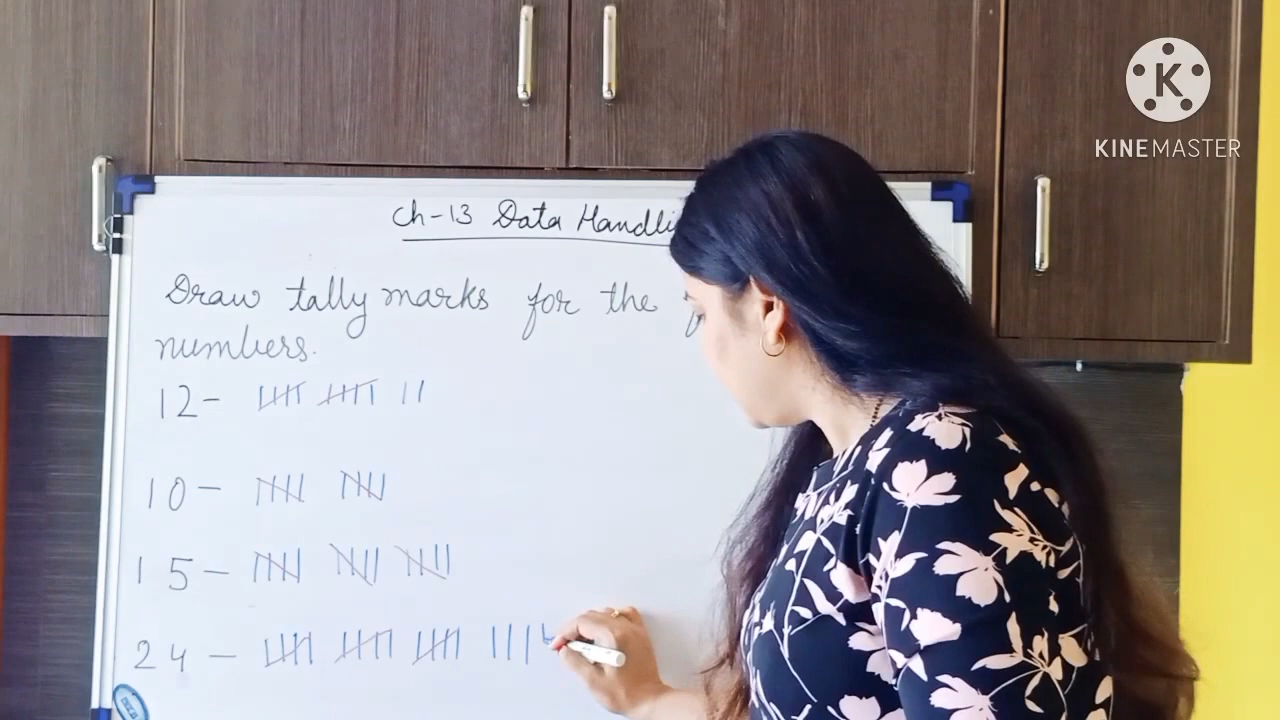 K
KINEMASTER
Ch-13 Data Handli
Draw tally marks for the
numbers.
12-
10-
15-
24-